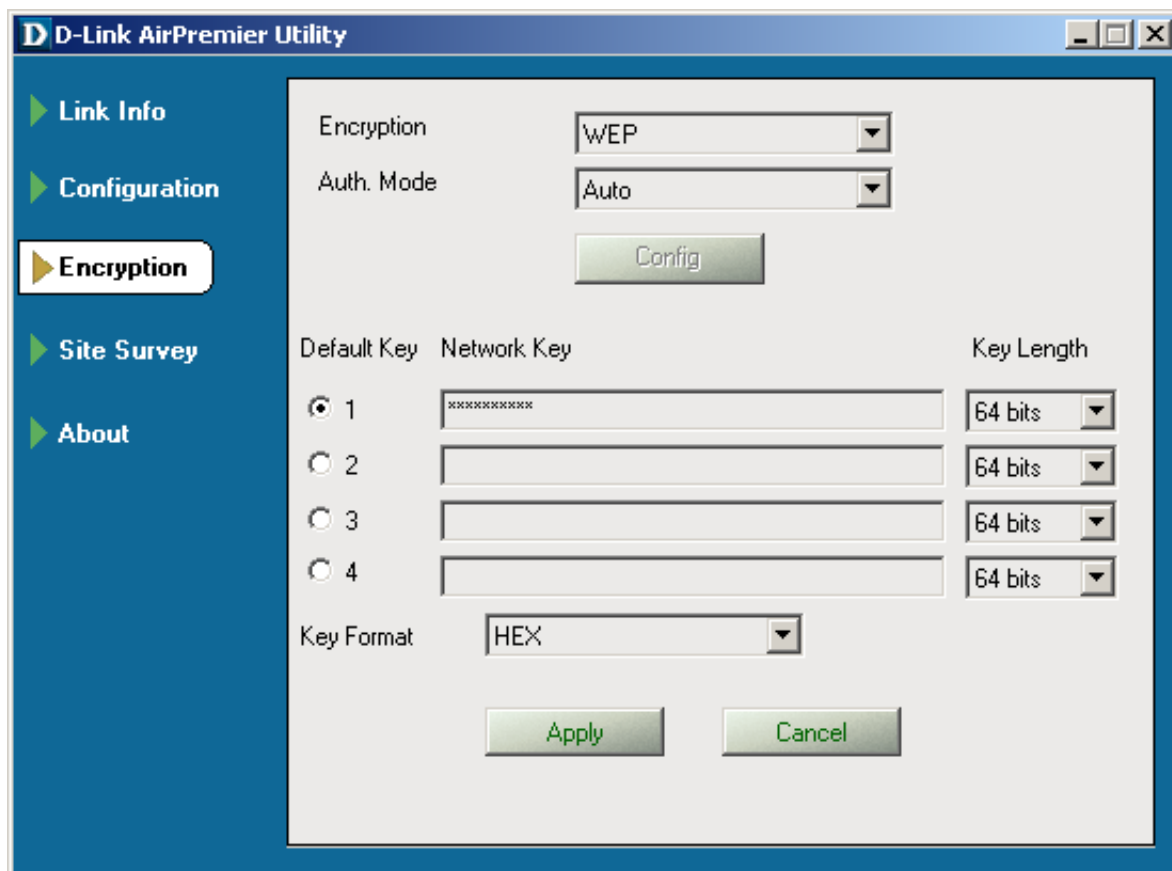 D-Link AirPremier Utility
Link Info
Configuration
Encryption
Site Survey
About
Encryption WEP
Auth. Mode Auto
Config
Default Key Network Key Key Length
1 ********** 64 bits
2 64 bits
3 64 bits
4 64 bits
Key Format HEX
Apply Cancel